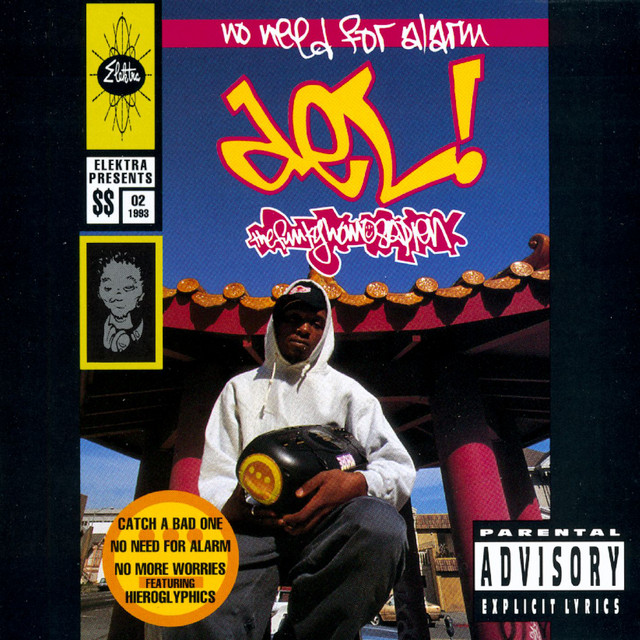 no need for alarm
Elektra
DEL!
the funky homosapien
ELEKTRA
PRESENTS
$$
02
1993
CATCH A BAD ONE
NO NEED FOR ALARM
NO MORE WORRIES
FEATURING
HIEROGLYPHICS
PARENTAL
ADVISORY
EXPLICIT LYRICS